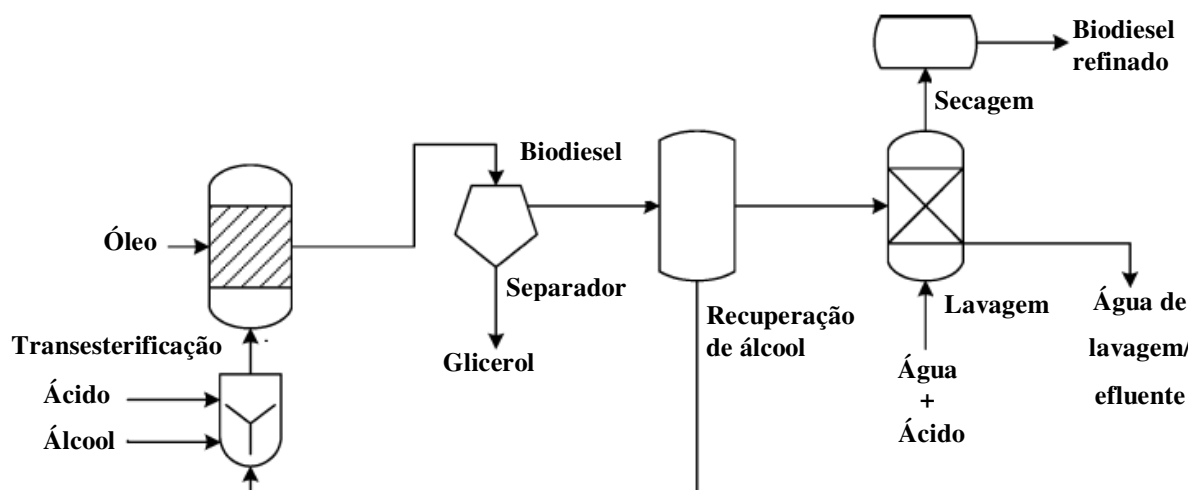 Biodiesel
refinado
Secagem
Biodiesel
Óleo
Separador
Lavagem
Transesterificação
Glicerol
Recuperação
de álcool
Água de
lavagem/
efluente
Ácido
Álcool
Água
+
Ácido